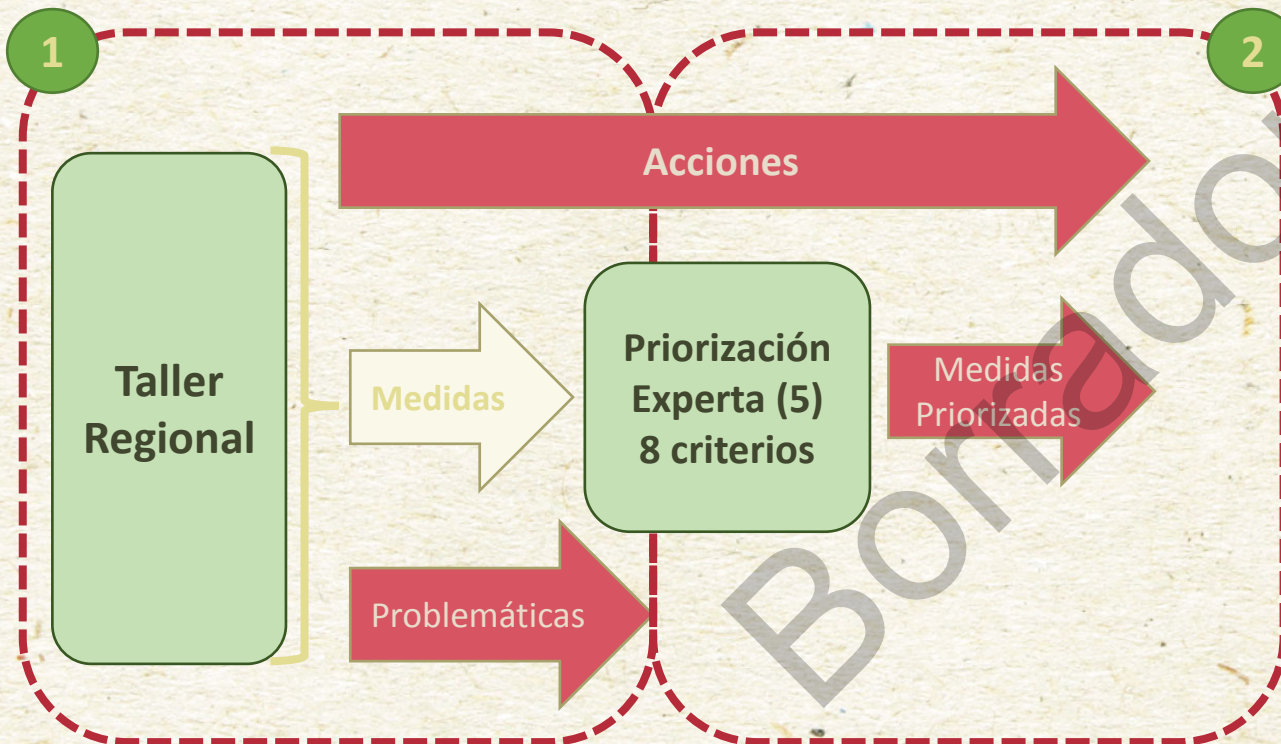 1
2
Acciones
Taller
Regional
Medidas
Priorización
Experta (5)
8 criterios
Medidas
Priorizadas
Problemáticas
Borrador